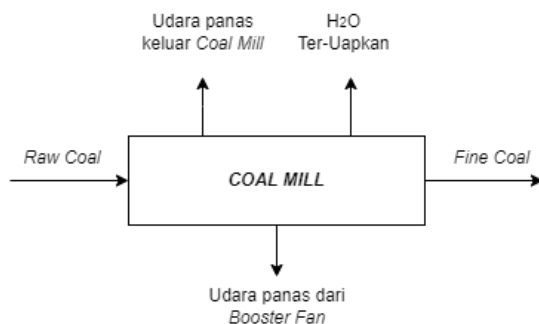 Udara panas
keluar Coal Mill
H2O
Ter-Uapkan
Raw Coal
COAL MILL
Fine Coal
Udara panas dari
Booster Fan